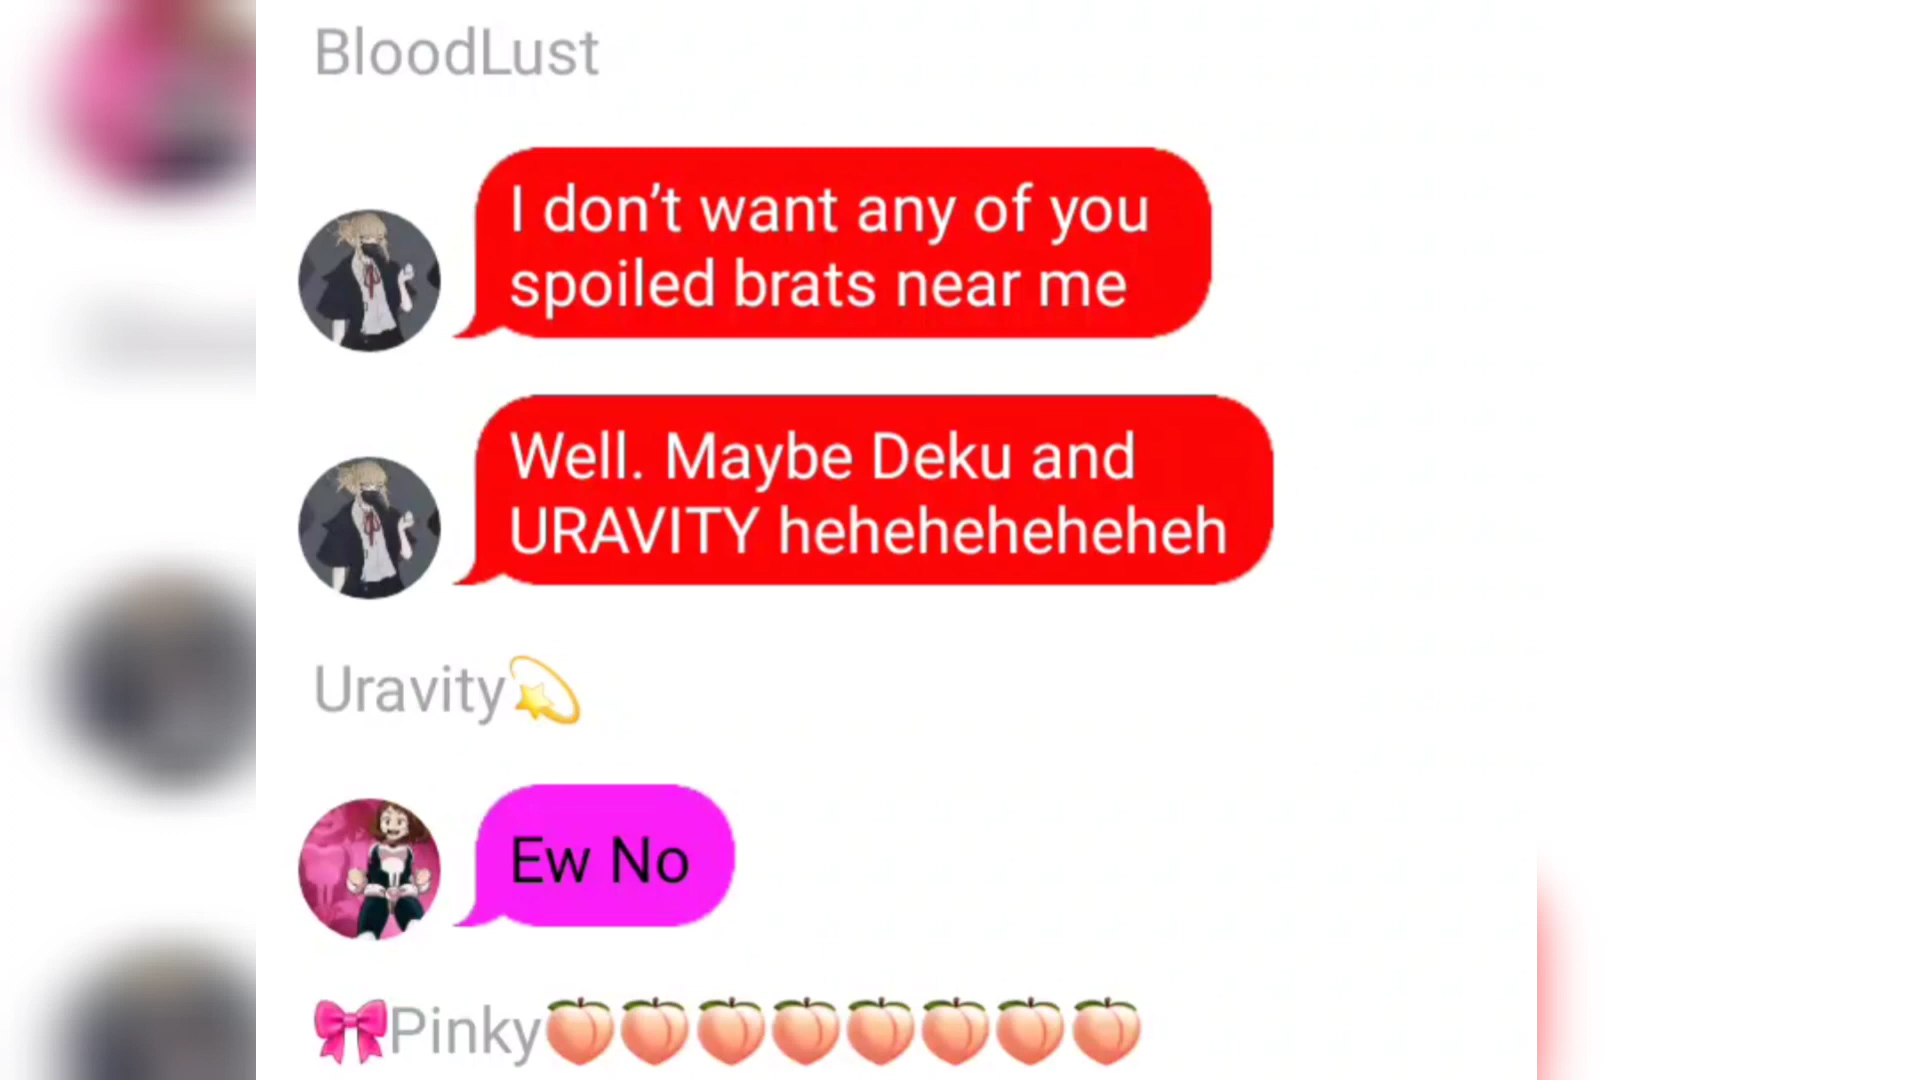 BloodLust
I don’t want any of you
spoiled brats near me
Well. Maybe Deku and
URAVITY heheheheheheh
Uravity💫
Ew No
🎀Pinky🍑🍑🍑🍑🍑🍑🍑🍑